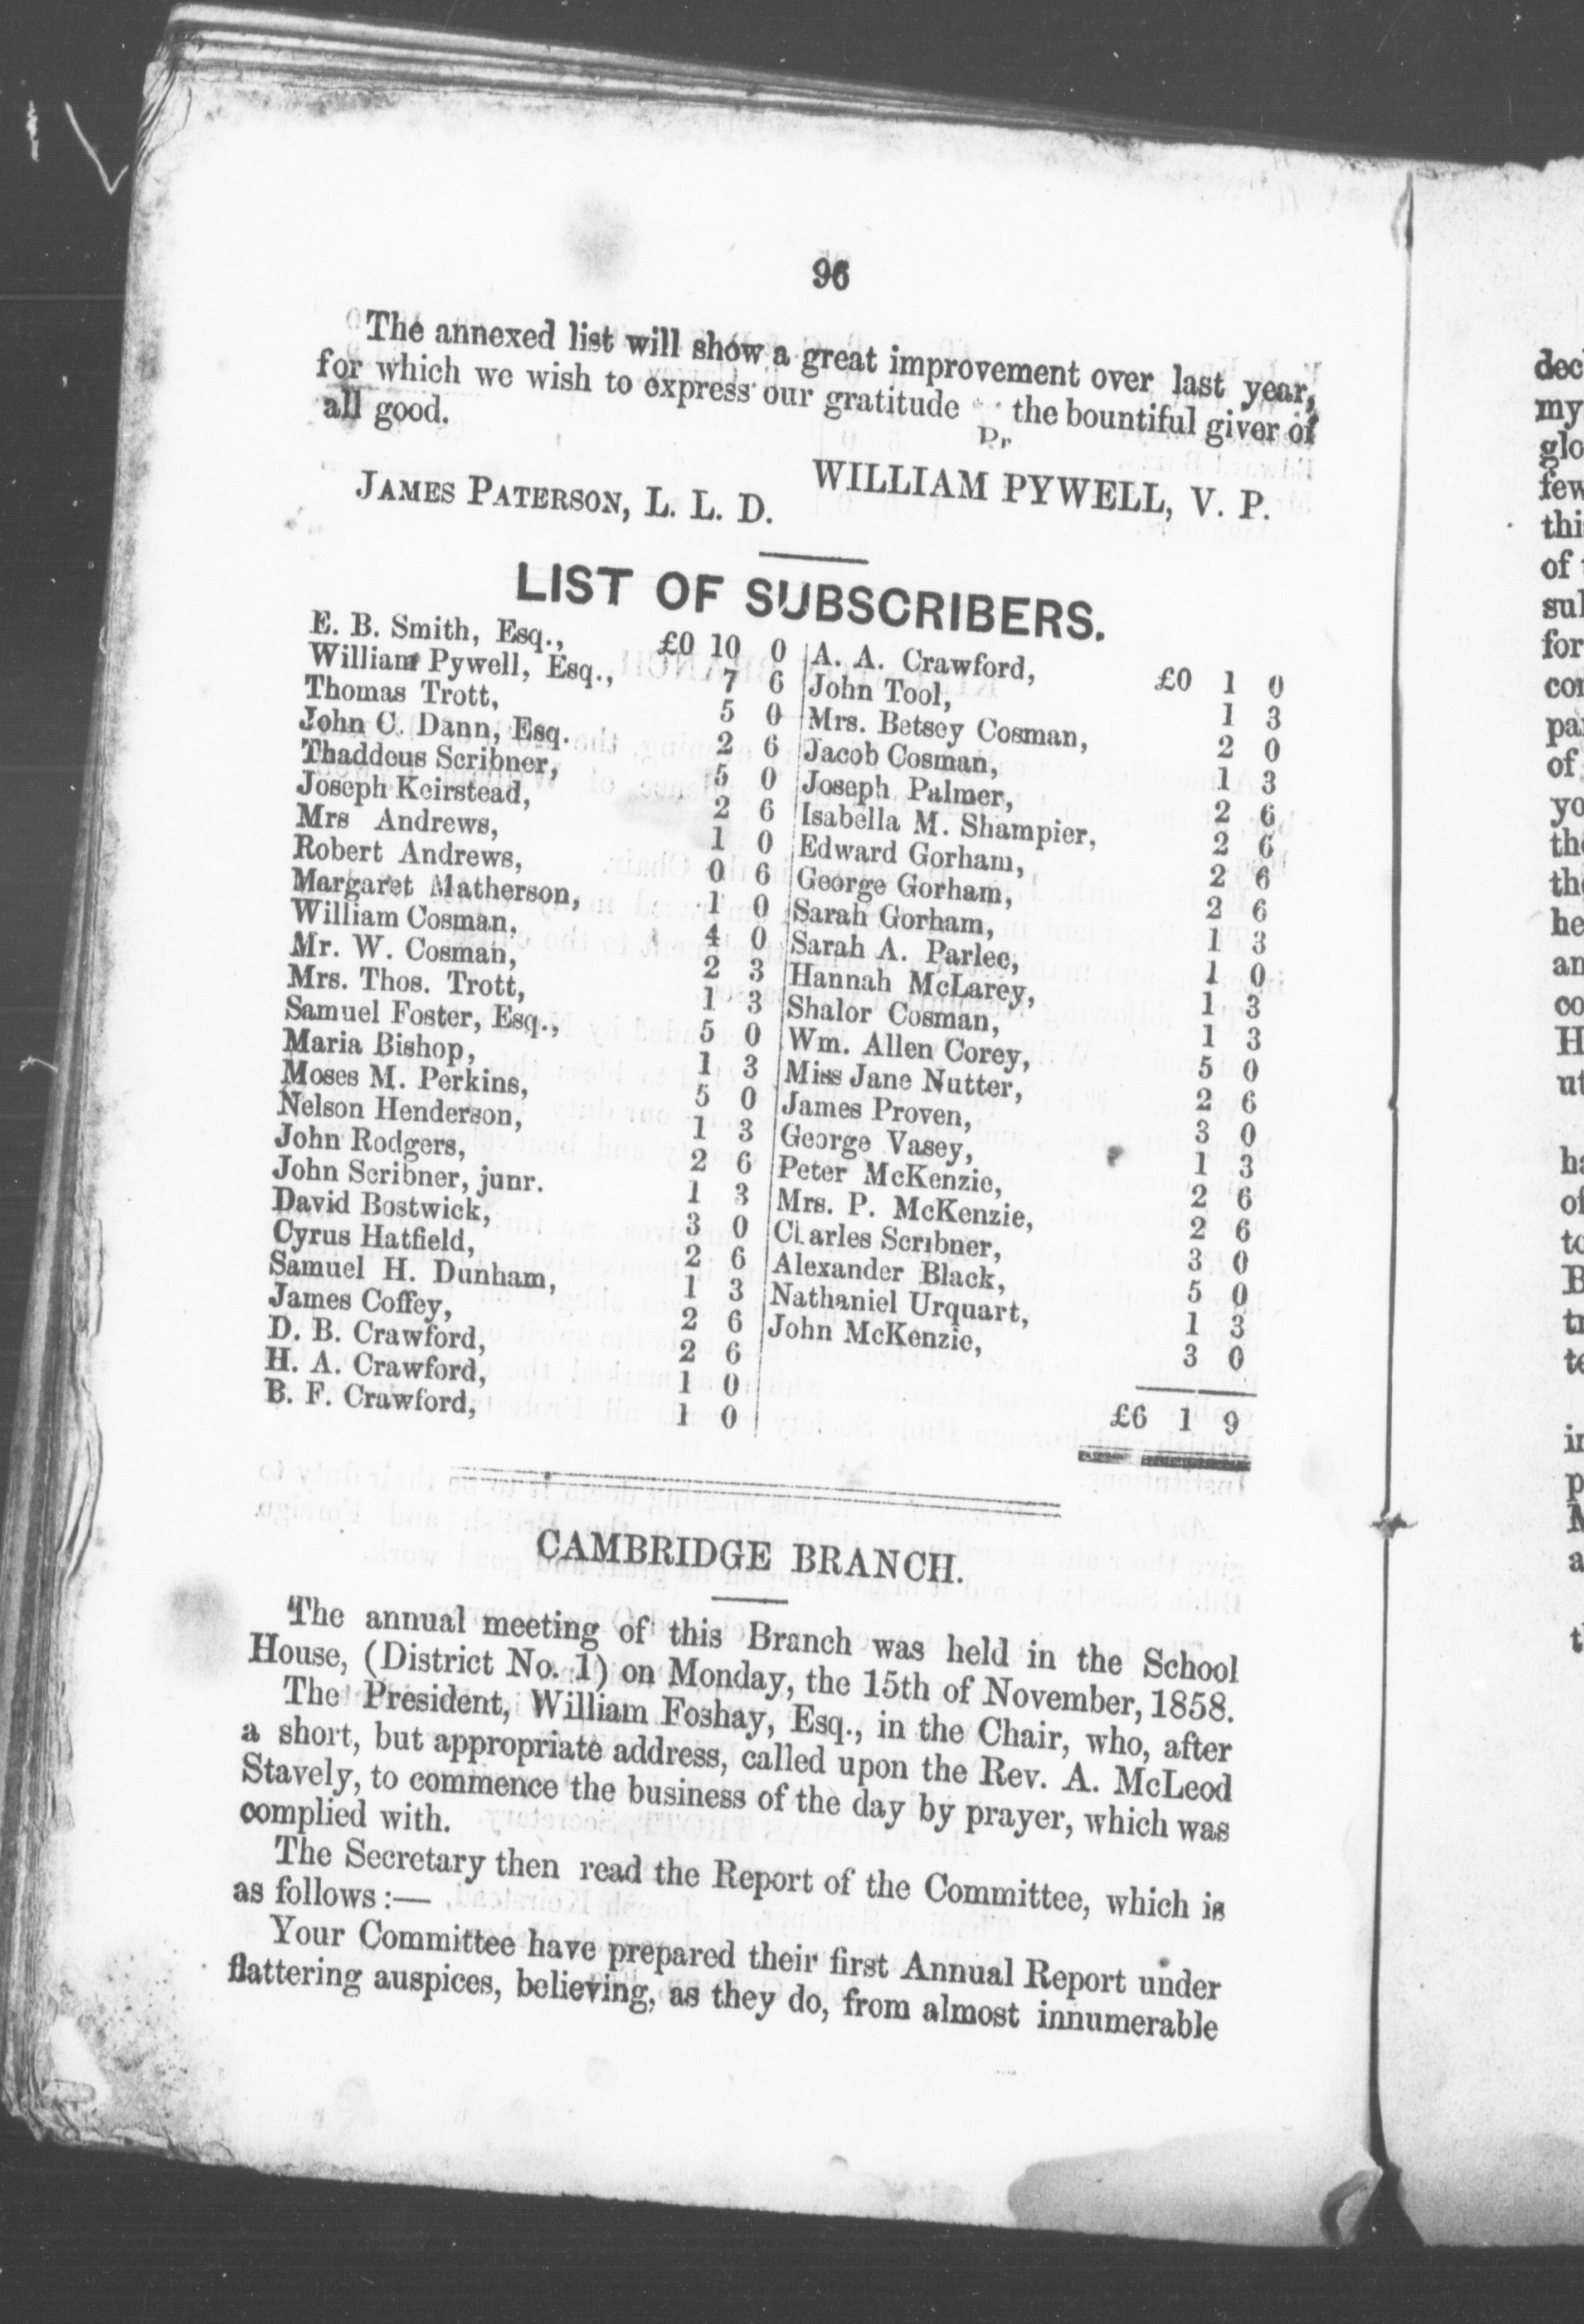 96
The annexed list will show a great improvement over last year,
for which we wish to express our gratitude the bountiful giver of
all good.
WILLIAM PYWELL, V. P.
JAMES PATERSON, L. L. D.
LIST OF SUBSCRIBERS.
E. B. Smith, Esq., £0 10 0
William Pywell, Esq., 7 6
Thomas Trott, 5 0
John C. Dann, Esq. 2 6
Thaddeus Scribner, 5 0
Joseph Keirstead, 2 6
Mrs Andrews, 1 0
Robert Andrews, 0 6
Margaret Matherson, 1 0
William Cosman, 4 0
Mr. W. Cosman, 2 3
Mrs. Thos. Trott, 1 3
Samuel Foster, Esq., 5 0
Maria Bishop, 1 3
Moses M. Perkins, 5 0
Nelson Henderson, 1 3
John Rodgers, 2 6
John Scribner, junr. 1 3
David Bostwick, 3 0
Cyrus Hatfield, 2 6
Samuel H. Dunham, 1 3
James Coffey, 2 6
D. B. Crawford, 2 6
H. A. Crawford, 1 0
B. F. Crawford, 1 0
A. A. Crawford, £0 1 0
John Tool, 1 3
Mrs. Betsey Cosman, 2 0
Jacob Cosman, 1 3
Joseph Palmer, 2 6
Isabella M. Shampier, 2 6
Edward Gorham, 2 6
George Gorham, 2 6
Sarah Gorham, 1 3
Sarah A. Parlee, 1 0
Hannah McLarey, 1 3
Shalor Cosman, 1 3
Wm. Allen Corey, 5 0
Miss Jane Nutter, 2 6
James Proven, 3 0
George Vasey, 1 3
Peter McKenzie, 2 6
Mrs. P. McKenzie, 2 6
Charles Scribner, 3 0
Alexander Black, 5 0
Nathaniel Urquart, 1 3
John McKenzie, 3 0
£6 1 9
CAMBRIDGE BRANCH.
The annual meeting of this Branch was held in the School
House, (District No. 1) on Monday, the 15th of November, 1858.
The President, William Foshay, Esq., in the Chair, who, after
a short, but appropriate address, called upon the Rev. A. McLeod
Stavely, to commence the business of the day by prayer, which was
complied with.
The Secretary then read the Report of the Committee, which is
as follows:—
Your Committee have prepared their first Annual Report under
flattering auspices, believing, as they do, from almost innumerable